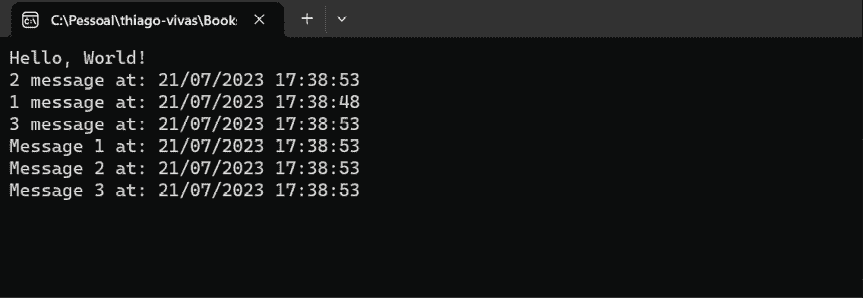 C:\Pessoal\thiago-vivas\Book
Hello, World!
2 message at: 21/07/2023 17:38:53
1 message at: 21/07/2023 17:38:48
3 message at: 21/07/2023 17:38:53
Message 1 at: 21/07/2023 17:38:53
Message 2 at: 21/07/2023 17:38:53
Message 3 at: 21/07/2023 17:38:53